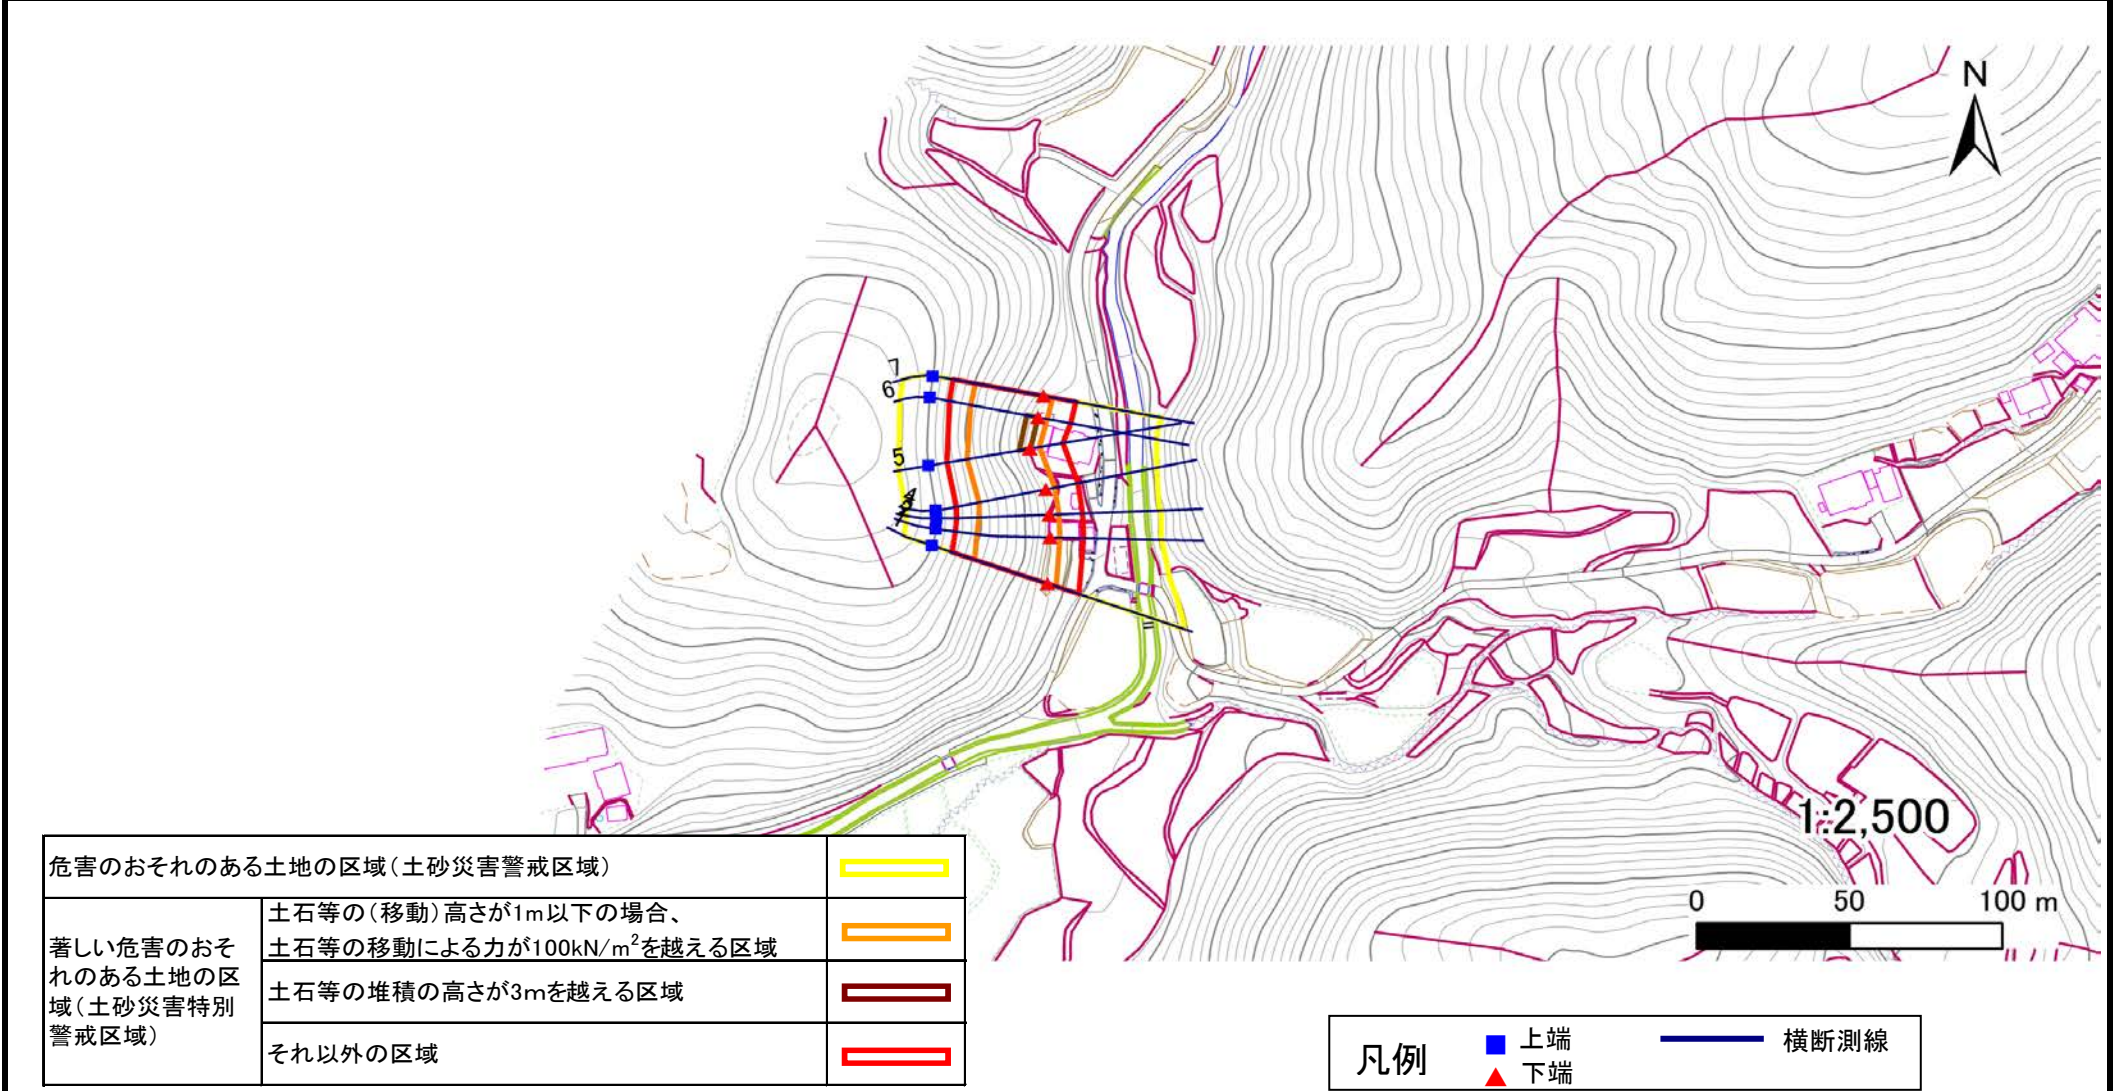 N
7
6
5
4
1:2,500
0 50 100 m
危害のおそれのある土地の区域(土砂災害警戒区域)
著しい危害のおそ
れのある土地の区
域(土砂災害特別
警戒区域)
土石等の(移動)高さが1m以下の場合、
土石等の移動による力が100kN/m²を越える区域
土石等の堆積の高さが3mを越える区域
それ以外の区域
凡例
上端
下端
横断測線